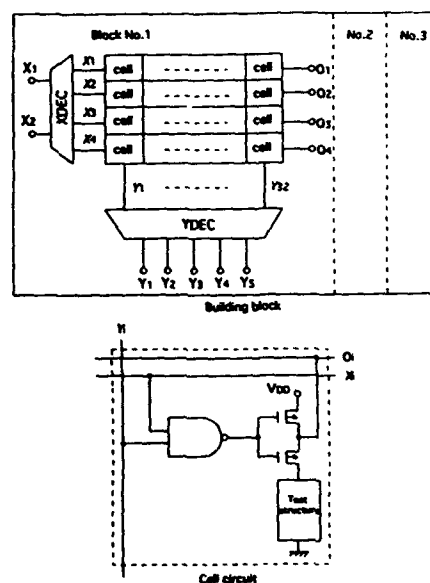 Block No.1 No.2 No.3
X1 XDEC X1 cell cell O1
X2 cell cell O2
X2 X3 cell cell O3
X4 cell cell O4
Y1 Y32
YDEC
Y1 Y2 Y3 Y4 Y5
Building block
Yi
Oi
Xi
VDD
Test
structure
Cell circuit